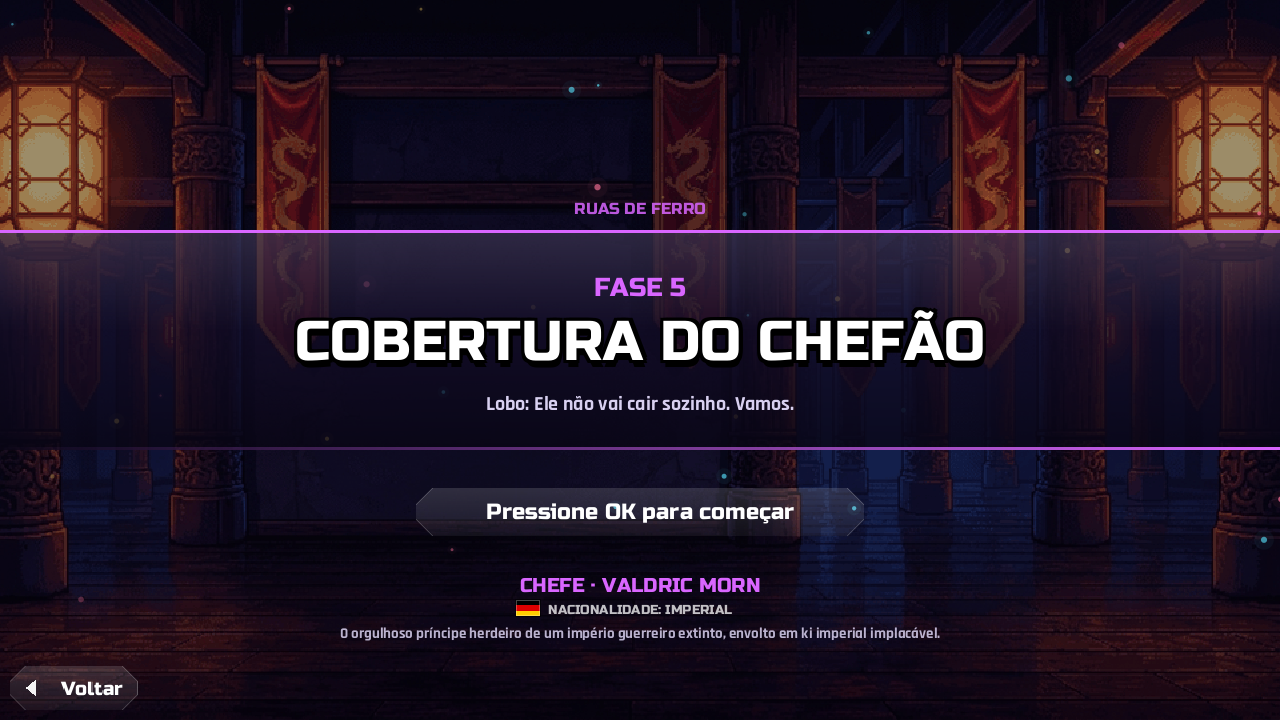 RUAS DE FERRO
FASE 5
COBERTURA DO CHEFÃO
Lobo: Ele não vai cair sozinho. Vamos.
Pressione OK para começar
CHEFE · VALDRIC MORN
NACIONALIDADE: IMPERIAL
O orgulhoso príncipe herdeiro de um império guerreiro extinto, envolto em ki imperial implacável.
Voltar